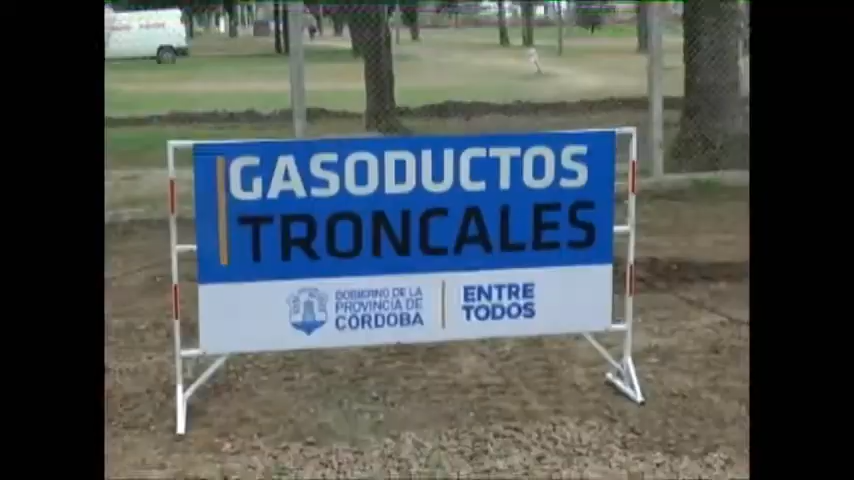 GASODUCTOS
TRONCALES
GOBIERNO DE LA
PROVINCIA DE
CÓRDOBA
ENTRE
TODOS